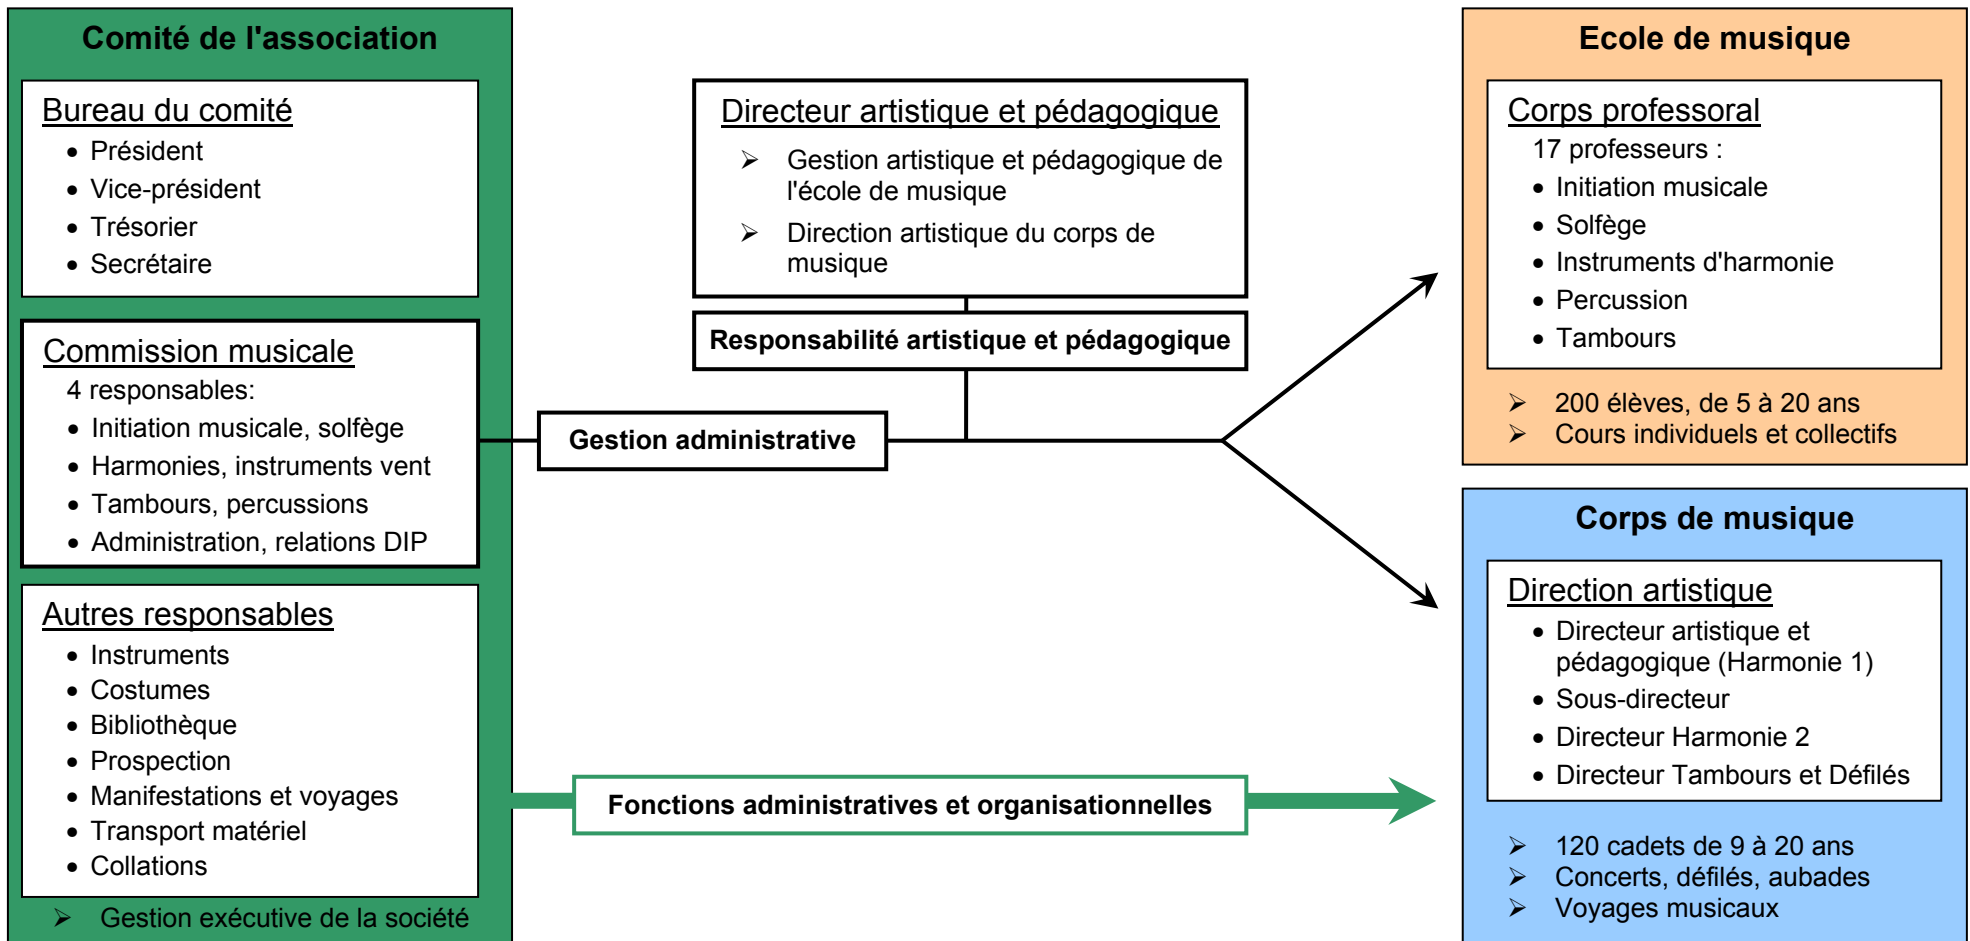 Comité de l'association
Bureau du comité
• Président
• Vice-président
• Trésorier
• Secrétaire
Commission musicale
4 responsables:
• Initiation musicale, solfège
• Harmonies, instruments vent
• Tambours, percussions
• Administration, relations DIP
Autres responsables
• Instruments
• Costumes
• Bibliothèque
• Prospection
• Manifestations et voyages
• Transport matériel
• Collations
➢ Gestion exécutive de la société
Directeur artistique et pédagogique
➢ Gestion artistique et pédagogique de
l'école de musique
➢ Direction artistique du corps de
musique
Responsabilité artistique et pédagogique
Gestion administrative
Fonctions administratives et organisationnelles
Ecole de musique
Corps professoral
17 professeurs :
• Initiation musicale
• Solfège
• Instruments d'harmonie
• Percussion
• Tambours
➢ 200 élèves, de 5 à 20 ans
➢ Cours individuels et collectifs
Corps de musique
Direction artistique
• Directeur artistique et
pédagogique (Harmonie 1)
• Sous-directeur
• Directeur Harmonie 2
• Directeur Tambours et Défilés
➢ 120 cadets de 9 à 20 ans
➢ Concerts, défilés, aubades
➢ Voyages musicaux